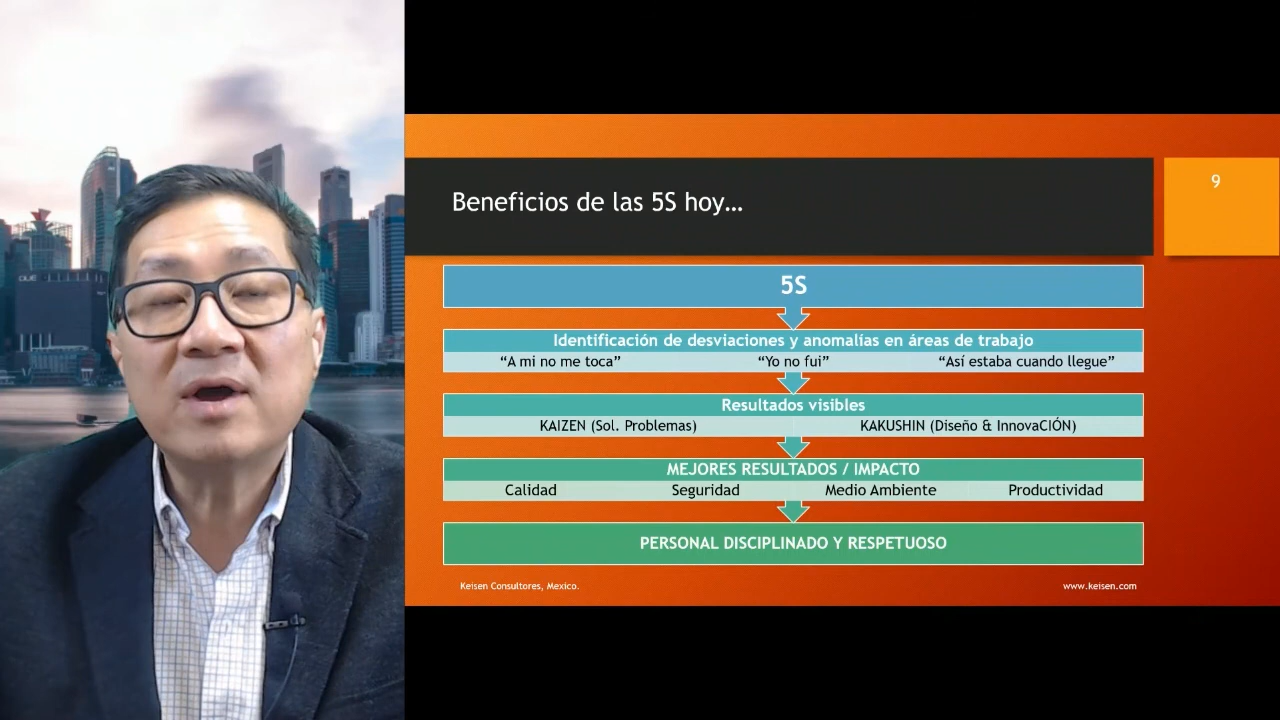 Beneficios de las 5S hoy...
9
5S
Identificación de desviaciones y anomalías en áreas de trabajo
“A mi no me toca” “Yo no fui” “Así estaba cuando llegue”
Resultados visibles
KAIZEN (Sol. Problemas) KAKUSHIN (Diseño & InnovaCIÓN)
MEJORES RESULTADOS / IMPACTO
Calidad Seguridad Medio Ambiente Productividad
PERSONAL DISCIPLINADO Y RESPETUOSO
Keisen Consultores, Mexico. www.keisen.com